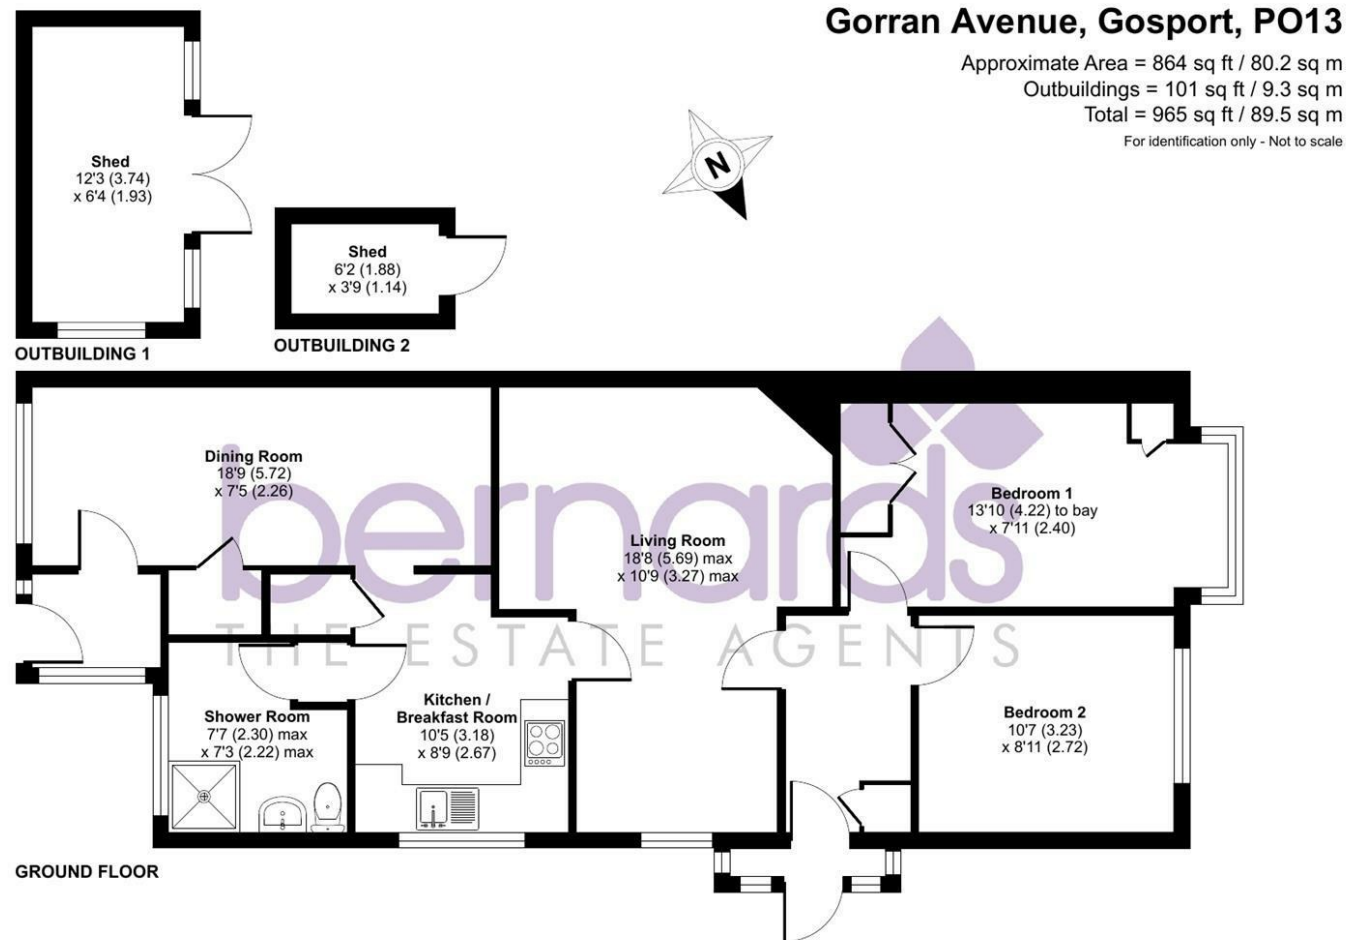 Gorran Avenue, Gosport, PO13
Approximate Area = 864 sq ft / 80.2 sq m
Outbuildings = 101 sq ft / 9.3 sq m
Total = 965 sq ft / 89.5 sq m
For identification only - Not to scale
N
Shed
12'3 (3.74)
x 6'4 (1.93)
OUTBUILDING 1
Shed
6'2 (1.88)
x 3'9 (1.14)
OUTBUILDING 2
Dining Room
18'9 (5.72)
x 7'5 (2.26)
Living Room
18'8 (5.69) max
x 10'9 (3.27) max
Bedroom 1
13'10 (4.22) to bay
x 7'11 (2.40)
bernards
THE ESTATE AGENTS
Shower Room
7'7 (2.30) max
x 7'3 (2.22) max
Kitchen /
Breakfast Room
10'5 (3.18)
x 8'9 (2.67)
Bedroom 2
10'7 (3.23)
x 8'11 (2.72)
GROUND FLOOR